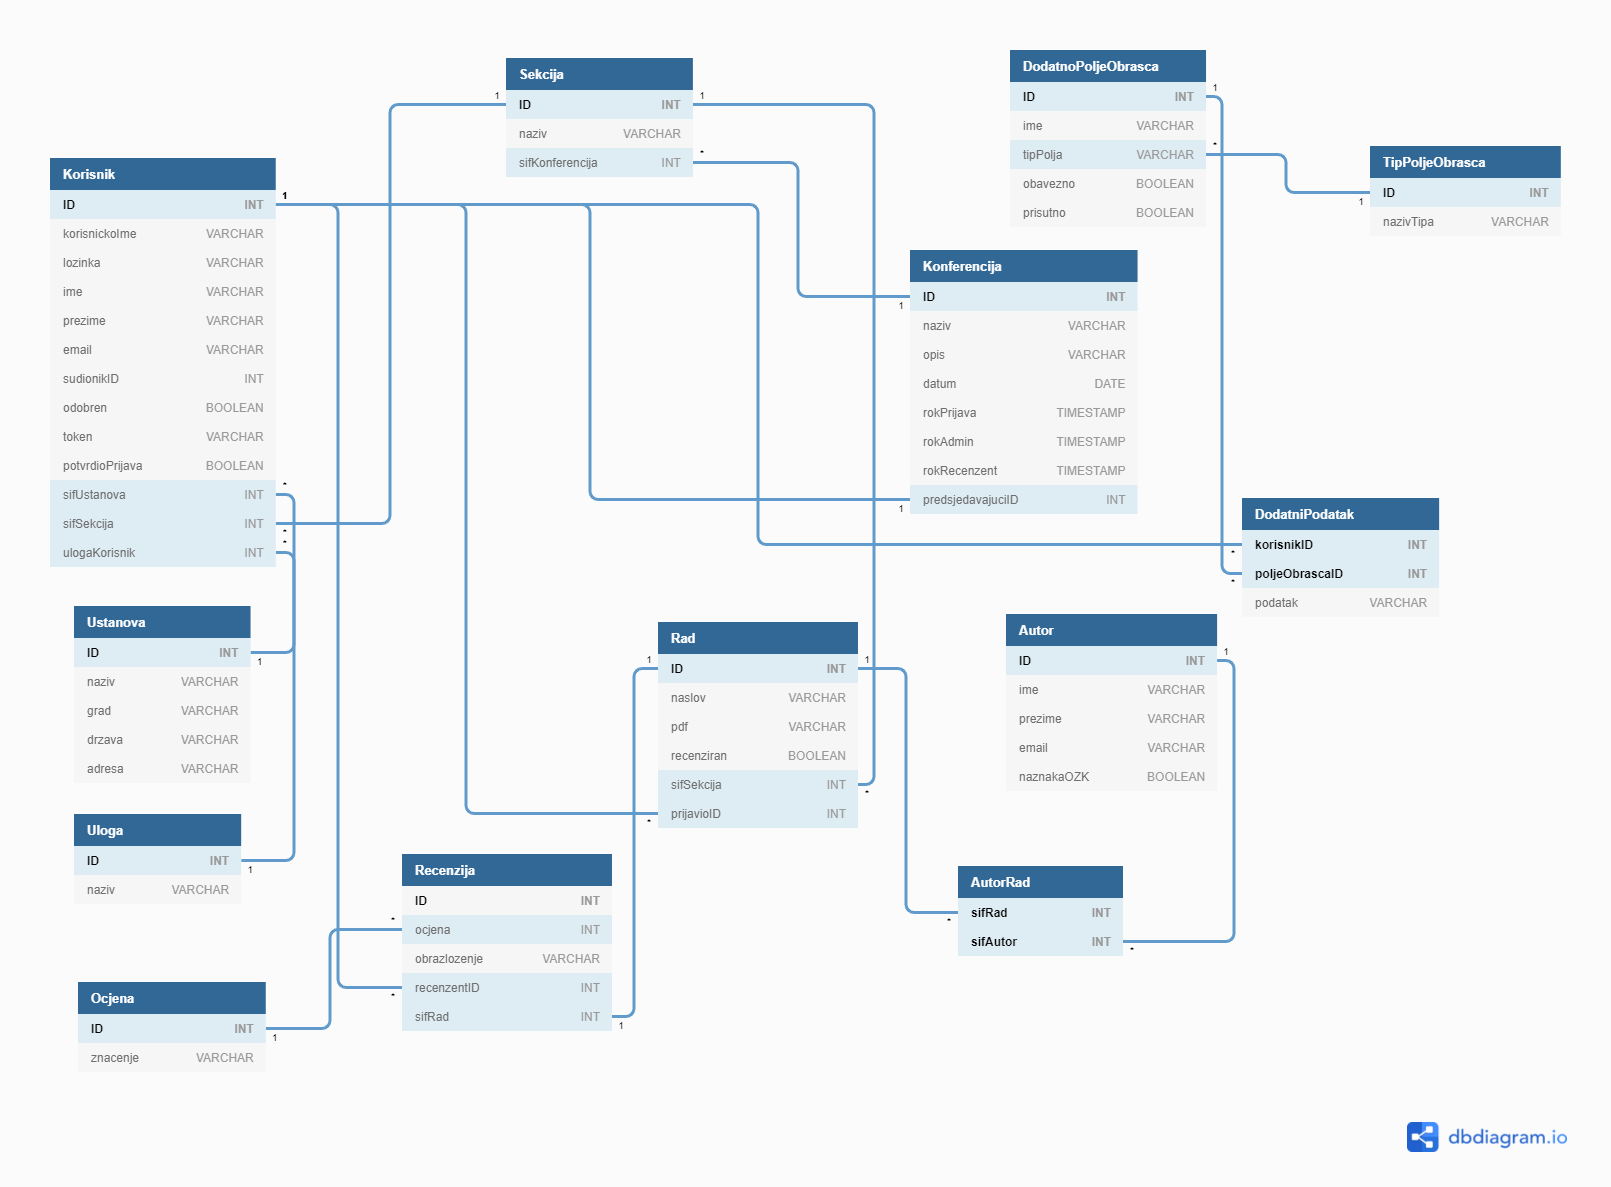 Sekcija
1 ID INT 1
naziv VARCHAR
sifKonferencija INT *
DodatnoPoljeObrasca
ID INT 1
ime VARCHAR
tipPolja VARCHAR *
obavezno BOOLEAN
prisutno BOOLEAN
TipPoljeObrasca
1 ID INT
nazivTipa VARCHAR
Korisnik
ID INT 1
korisnickoIme VARCHAR
lozinka VARCHAR
ime VARCHAR
prezime VARCHAR
email VARCHAR
sudionikID INT
odobren BOOLEAN
token VARCHAR
potvrdioPrijava BOOLEAN
sifUstanova INT *
sifSekcija INT *
ulogaKorisnik INT *
Konferencija
1 ID INT
naziv VARCHAR
opis VARCHAR
datum DATE
rokPrijava TIMESTAMP
rokAdmin TIMESTAMP
rokRecenzent TIMESTAMP
1 predsjedavajuciID INT
DodatniPodatak
* korisnikID INT
* poljeObrascaID INT
podatak VARCHAR
Ustanova
ID INT 1
naziv VARCHAR
grad VARCHAR
drzava VARCHAR
adresa VARCHAR
Rad
1 ID INT 1
naslov VARCHAR
pdf VARCHAR
recenziran BOOLEAN
sifSekcija INT *
* prijavioID INT
Autor
ID INT 1
ime VARCHAR
prezime VARCHAR
email VARCHAR
naznakaOZK BOOLEAN
Uloga
ID INT 1
naziv VARCHAR
Recenzija
ID INT
* ocjena INT
obrazlozenje VARCHAR
* recenzentID INT
sifRad INT 1
AutorRad
* sifRad INT
sifAutor INT *
Ocjena
ID INT 1
znacenje VARCHAR
dbdiagram.io